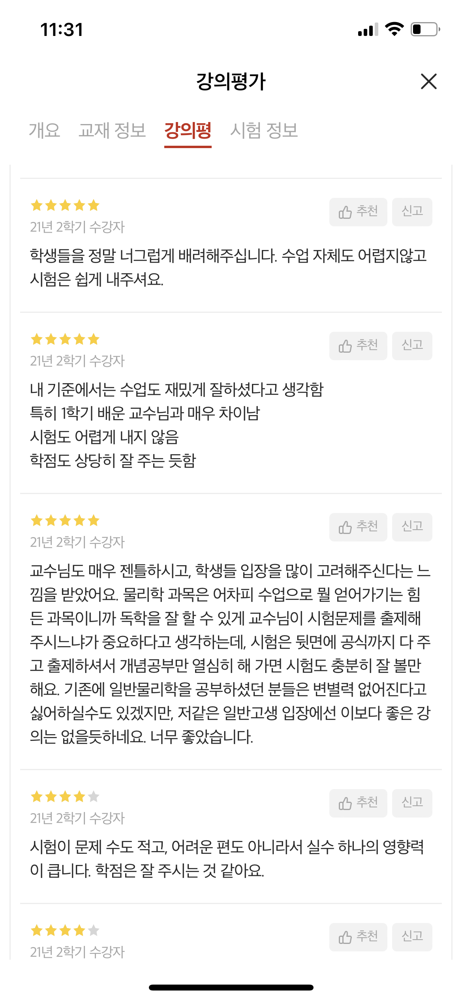 11:31
강의평가
개요 교재 정보 강의평 시험 정보
추천 신고
21년 2학기 수강자
학생들을 정말 너그럽게 배려해주십니다. 수업 자체도 어렵지않고
시험은 쉽게 내주셔요.
추천 신고
21년 2학기 수강자
내 기준에서는 수업도 재밌게 잘하셨다고 생각함
특히 1학기 배운 교수님과 매우 차이남
시험도 어렵게 내지 않음
학점도 상당히 잘 주는 듯함
추천 신고
21년 2학기 수강자
교수님도 매우 젠틀하시고, 학생들 입장을 많이 고려해주신다는 느
낌을 받았어요. 물리학 과목은 어차피 수업으로 뭘 얻어가기는 힘
든 과목이니까 독학을 잘 할 수 있게 교수님이 시험문제를 출제해
주시느냐가 중요하다고 생각하는데, 시험은 뒷면에 공식까지 다 주
고 출제하셔서 개념공부만 열심히 해 가면 시험도 충분히 잘 볼만
해요. 기존에 일반물리학을 공부하셨던 분들은 변별력 없어진다고
싫어하실수도 있겠지만, 저같은 일반고생 입장에선 이보다 좋은 강
의는 없을듯하네요. 너무 좋았습니다.
추천 신고
21년 2학기 수강자
시험이 문제 수도 적고, 어려운 편도 아니라서 실수 하나의 영향력
이 큽니다. 학점은 잘 주시는 것 같아요.
추천 신고
21년 2학기 수강자